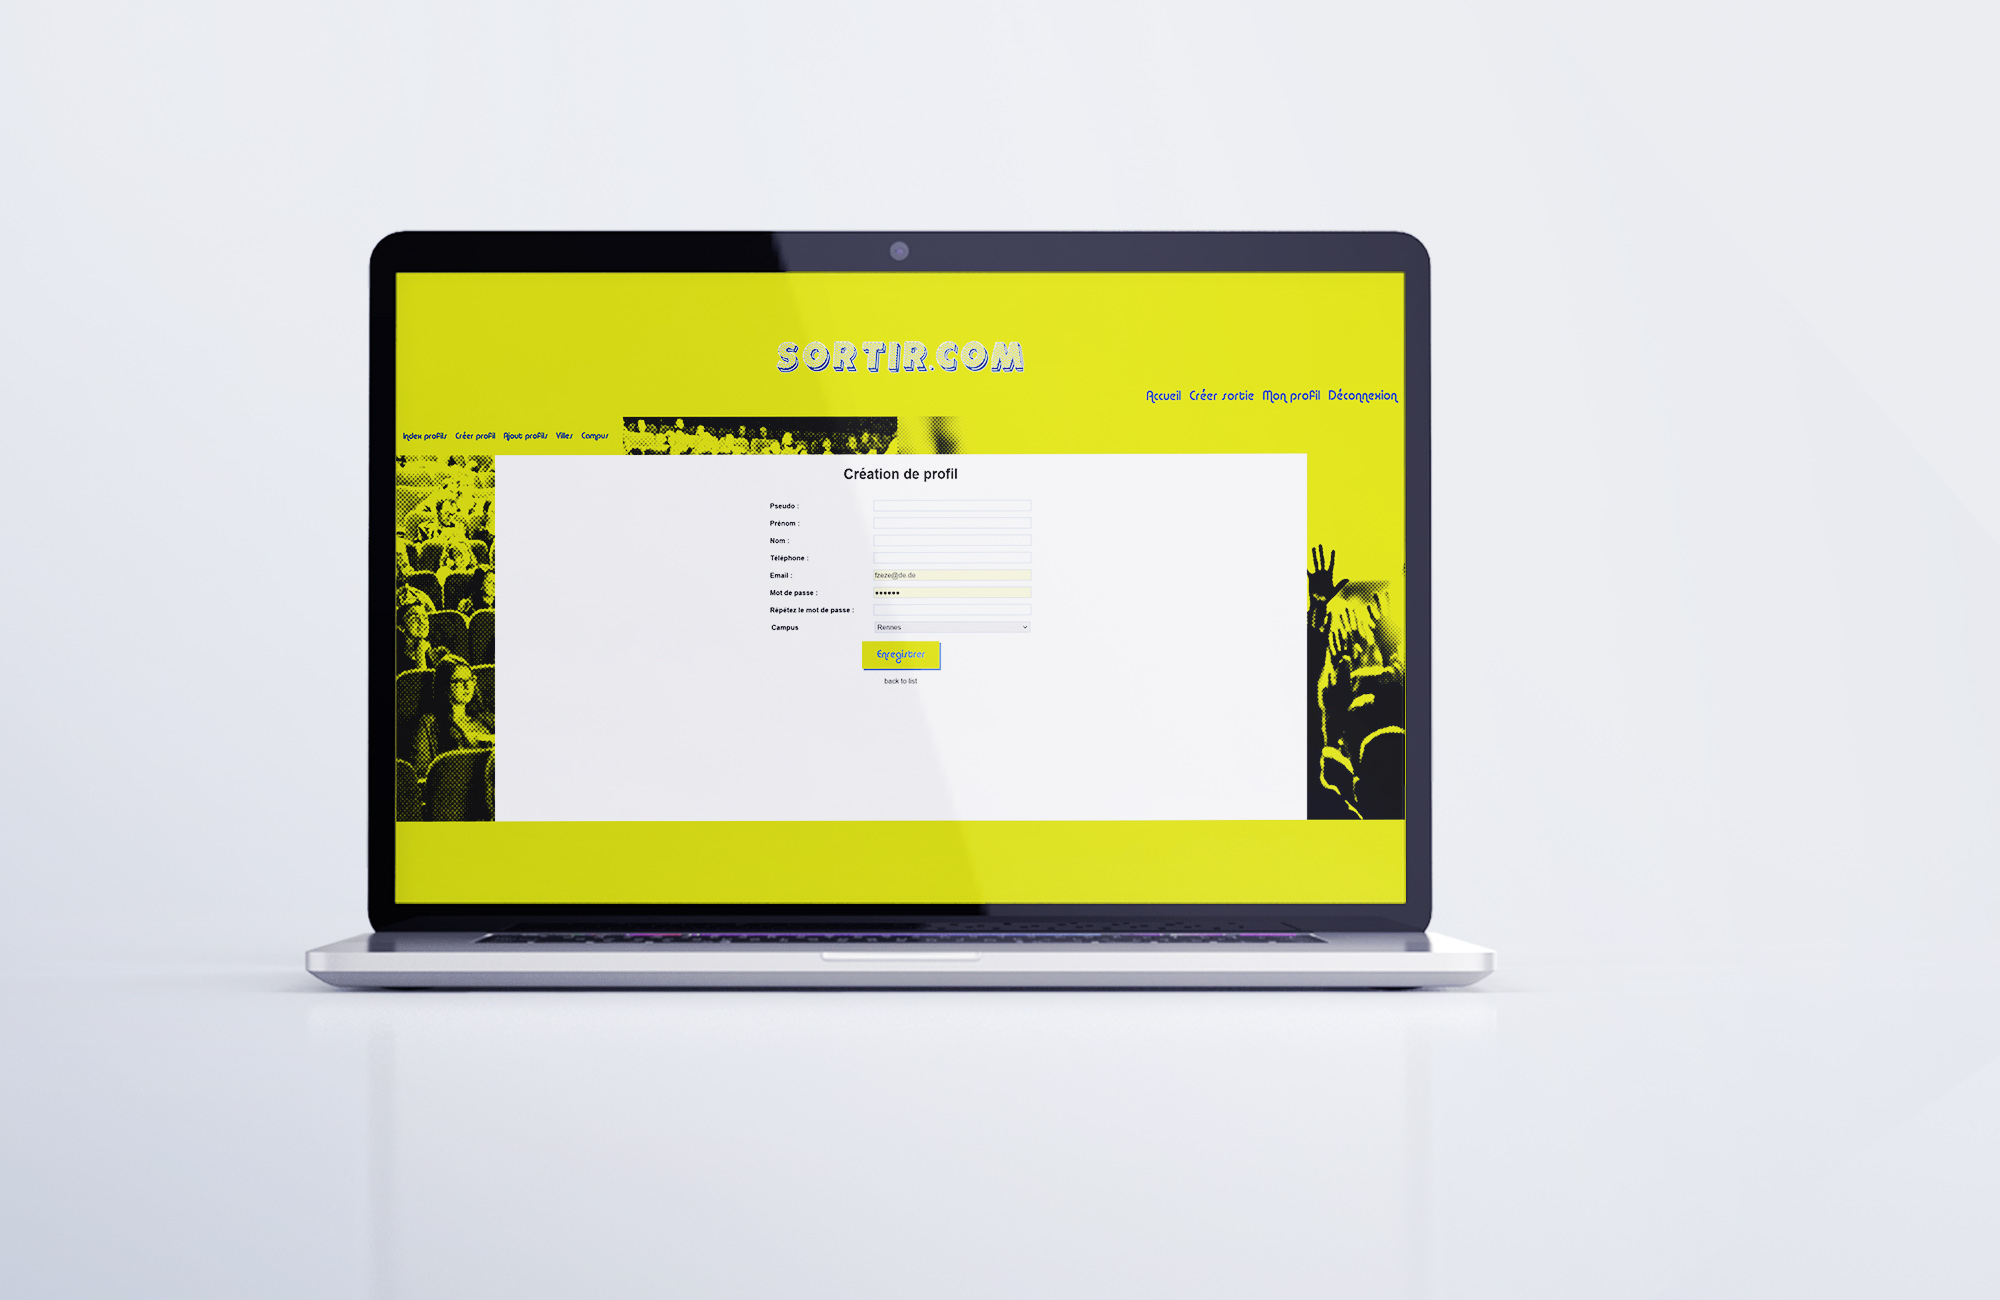 SORTIR.COM
Accueil Créer sortie Mon profil Déconnexion
Index profils Créer profil Ajout profils Villes Campus
Création de profil
Pseudo :
Prénom :
Nom :
Téléphone :
Email : fzeze@de.de
Mot de passe : ••••••
Répétez le mot de passe :
Campus Rennes
Enregistrer
back to list